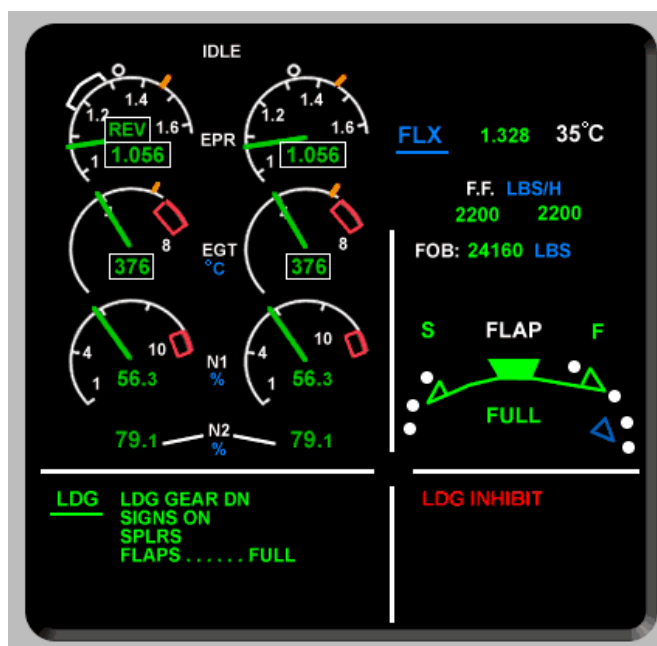 IDLE
1.2 1.4 1.6 1
REV
1.056
EPR
1.2 1.4 1.6 1
1.056
FLX 1.328 35°C
F.F. LBS/H
2200 2200
FOB: 24160 LBS
8
376
EGT
°C
8
376
4 10 1
56.3
N1
%
4 10 1
56.3
79.1 N2 79.1
%
S FLAP F
FULL
LDG LDG GEAR DN
SIGNS ON
SPLRS
FLAPS . . . . . . FULL
LDG INHIBIT